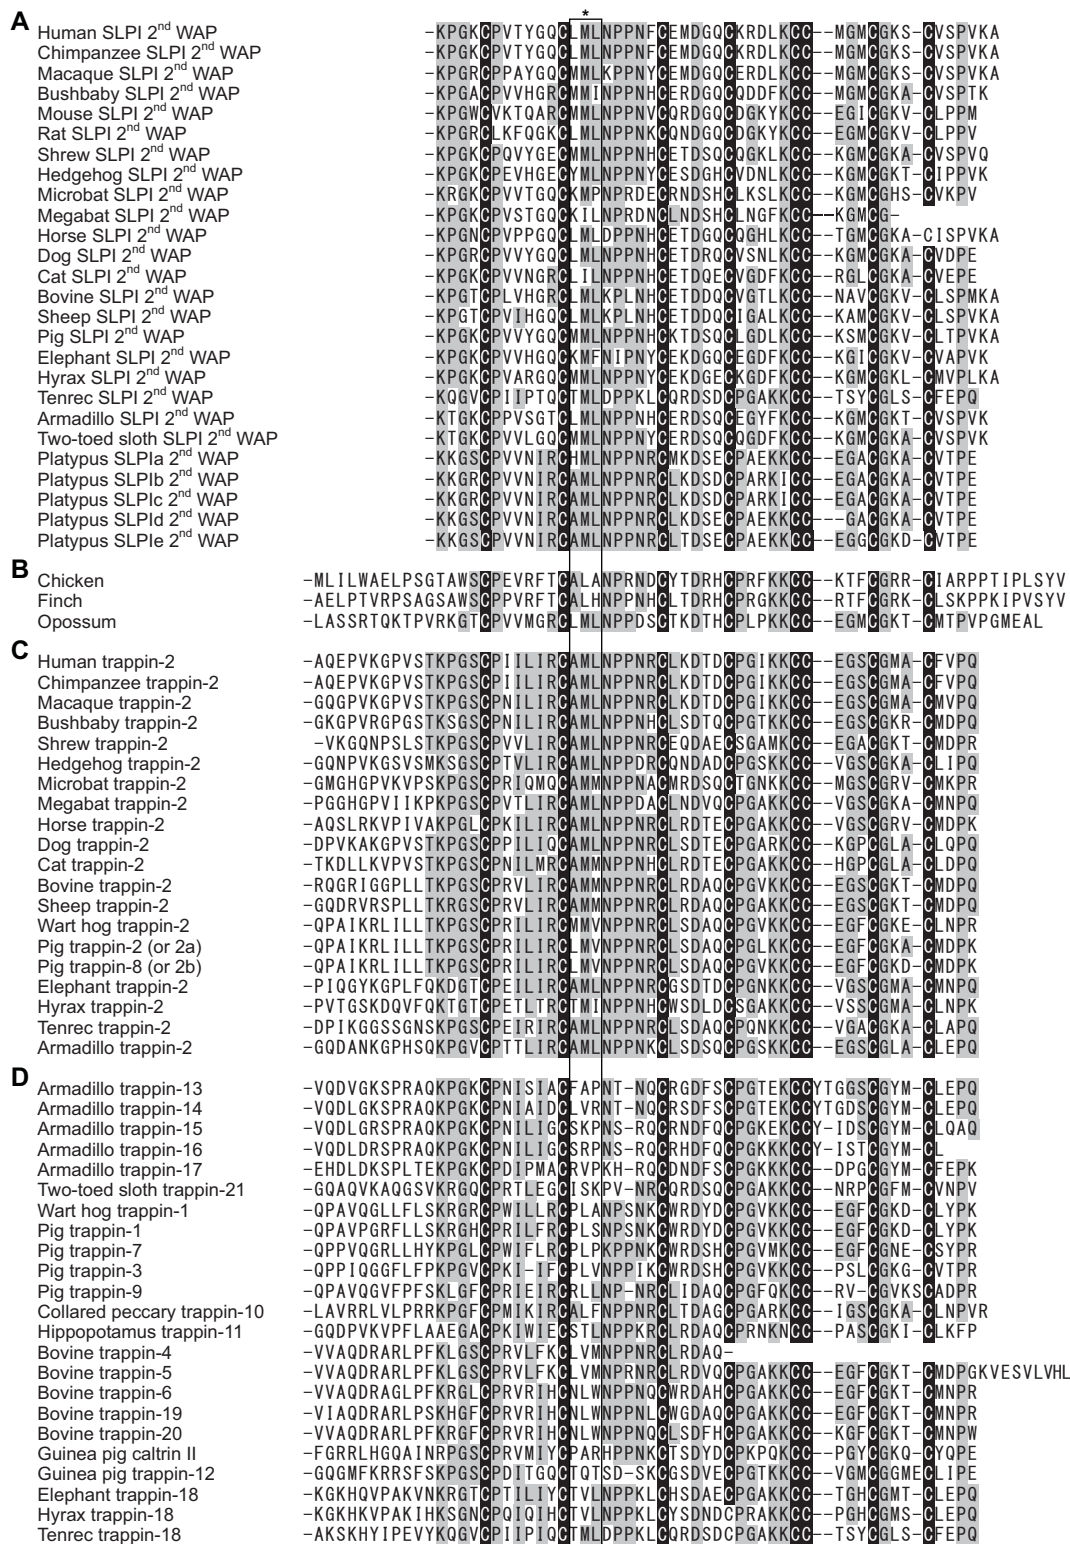 *
A Human SLPI 2nd WAP -KPGKCPVTYGQCLMLNPPNFCEMDGQCKRDLKCC--MGMCGKS-CVSPVKA
Chimpanzee SLPI 2nd WAP -KPGKCPVTYGQCLMLNPPNFCEMDGQCKRDLKCC--MGMCGKS-CVSPVKA
Macaque SLPI 2nd WAP -KPGRCPPAYGQCMMLKPPNYCEMDGQCERDLKCC--MGMCGKS-CVSPVKA
Bushbaby SLPI 2nd WAP -KPGACPVVHGRCMMINPPNHCERDGQCQDDFKCC--MGMCGKA-CVSPTK
Mouse SLPI 2nd WAP -KPGWCVKTQARCMMLNPPNVCQRDGQCDGKYKCC--EGICGKV-CLPPM
Rat SLPI 2nd WAP -KPGRCLKFQGKCLMLNPPNKCQNDGQCDGKYKCC--EGMCGKV-CLPPV
Shrew SLPI 2nd WAP -KPGKCPQVYGECMMLNPPNHCETDSQCQGKLKCC--KGMCGKA-CVSPVQ
Hedgehog SLPI 2nd WAP -KPGKCPEVHGECYMLNPPNHCESDGHCVDNLKCC--KGMCGKT-CIPPVK
Microbat SLPI 2nd WAP -KRGKCPVVTGQCKMPNPRDECRNDSHCLKSLKCC--KGMCGHS-CVKPV
Megabat SLPI 2nd WAP -KPGKCPVSTGQCKILNPRDNCLNDSHCLNGFKCC--KGMCG-
Horse SLPI 2nd WAP -KPGNCPVPPGQCLMLDPPNHCETDGQCQGHLKCC--TGMCGKA-CISPVKA
Dog SLPI 2nd WAP -KPGRCPVVYGQCLMLNPPNHCETDRQCVSNLKCC--KGMCGKA-CVDPE
Cat SLPI 2nd WAP -KPGKCPVVNGRCLILNPPNHCETDQECVGDFKCC--RGLCGKA-CVEPE
Bovine SLPI 2nd WAP -KPGTCPLVHGRCLMLKPLNHCETDDQCVGTLKCC--NAVCGKV-CLSPMKA
Sheep SLPI 2nd WAP -KPGTCPVIHGQCLMLKPLNHCETDDQCIGALKCC--KAMCGKV-CLSPVKA
Pig SLPI 2nd WAP -KPGKCPVVYGQCMMLNPPNHCKTDSQCLGDLKCC--KSMCGKV-CLTPVKA
Elephant SLPI 2nd WAP -KPGKCPVVHGQCKMFNIPNYCEKDGQCEGDFKCC--KGICGKV-CVAPVK
Hyrax SLPI 2nd WAP -KPGKCPVARGQCMMLNPPNYCEKDGECKGDFKCC--KGMCGKL-CMVPLKA
Tenrec SLPI 2nd WAP -KQGVCPIIPTQCTMLDPPKLCQRDSDCPGAKKCC--TSYCGLS-CFEPQ
Armadillo SLPI 2nd WAP -KTGKCPPVSGTCLMLNPPNHCERDSQCEGYFKCC--KGMCGKT-CVSPVK
Two-toed sloth SLPI 2nd WAP -KTGKCPVVLGQCMMLNPPNYCERDSQCQGDFKCC--KGMCGKA-CVSPVK
Platypus SLPIa 2nd WAP -KKGSCPVVNIRCHMLNPPNRCMKDSECPAEKKCC--EGACGKA-CVTPE
Platypus SLPIb 2nd WAP -KKGRCPVVNIRCAMLNPPNRCLKDSDCPARKICC--EGACGKA-CVTPE
Platypus SLPIc 2nd WAP -KKGRCPVVNIRCAMLNPPNRCLKDSDCPARKICC--EGACGKA-CVTPE
Platypus SLPId 2nd WAP -KKGSCPVVNIRCAMLNPPNRCLKDSECPAEKKCC---GACGKA-CVTPE
Platypus SLPIe 2nd WAP -KKGSCPVVNIRCAMLNPPNRCLTDSECPAEKKCC--EGGCGKD-CVTPE
B Chicken -MLILWAELPSGTAWSCPEVRFTCALANPRNDCYTDRHCPRFKKCC--KTFCGRR-CIARPPTIPLSYV
Finch -AELPTVRPSAGSAWSCPPVRFTCALHNPPNHCLTDRHCPRGKKCC--RTFCGRK-CLSKPPKIPVSYV
Opossum -LASSRTQKTPVRKGTCPVVMGRCLMLNPPDSCTKDTHCPLPKKCC--EGMCGKT-CMTPVPGMEAL
C Human trappin-2 -AQEPVKGPVSTKPGSCPIILIRCAMLNPPNRCLKDTDCPGIKKCC--EGSCGMA-CFVPQ
Chimpanzee trappin-2 -AQEPVKGPVSTKPGSCPIILIRCAMLNPPNRCLKDTDCPGIKKCC--EGSCGMA-CFVPQ
Macaque trappin-2 -GQGPVKGPVSTKPGSCPNILIRCAMLNPPNRCLKDTDCPGIKKCC--EGSCGMA-CMVPQ
Bushbaby trappin-2 -GKGPVRGPGSTKSGSCPNILIRCAMLNPPNHCLSDTQCPGTKKCC--EGSCGKR-CMDPQ
Shrew trappin-2 -VKGQNPSLSTKPGSCPVVLIRCAMLNPPNRCEQDAECSGAMKCC--EGACGKT-CMDPR
Hedgehog trappin-2 -GQNPVKGSVSMKSGSCPTVLIRCAMLNPPDRCQNDADCPGSKKCC--VGSCGKA-CLIPQ
Microbat trappin-2 -GMGHGPVKVPSKPGSCPRIQMQCAMMNPPNACMRDSQCTGNKKCC--MGSCGRV-CMKPR
Megabat trappin-2 -PGGHGPVIIKPKPGSCPVTLIRCAMLNPPDACLNDVQCPGAKKCC--VGSCGKA-CMNPQ
Horse trappin-2 -AQSLRKVPIVAKPGLCPKILIRCAMLNPPNRCLRDTECPGAKKCC--VGSCGRV-CMDPK
Dog trappin-2 -DPVKAKGPVSTKPGSCPPILIQCAMLNPPNRCLRDTECPGARKCC--KGPCGLA-CLQPQ
Cat trappin-2 -TKDLLKVPVSTKPGSCPNILMRCAMMNPPNHCLRDTECPGAKKCC--HGPCGLA-CLDPQ
Bovine trappin-2 -RQGRIGGPLLTKPGSCPRVLIRCAMMNPPNRCLRDAQCPGVKKCC--EGSCGKT-CMDPQ
Sheep trappin-2 -GQDRVRSPLLTKPGSCPRVLIRCAMMNPPNRCLRDAQCPGAKKCC--EGSCGKT-CMDPQ
Wart hog trappin-2 -QPAIKRLILLTKPGSCPRILIRCMMVNPPNRCLSDAQCPGVKKCC--EGFCGKE-CLNPR
Pig trappin-2 (or 2a) -QPAIKRLILLTKPGSCPRILIRCLMVNPPNRCLSDAQCPGLKKCC--EGFCGKA-CMDPK
Pig trappin-8 (or 2b) -QPAIKRLILLTKPGSCPRILIRCLMVNPPNRCLSDAQCPGVKKCC--EGFCGKD-CMDPK
Elephant trappin-2 -PIQGYKGPLFQKDGTCPEILIRCAMLNPPNRCGSDTDCPGVKKCC--VGSCGMA-CMNPQ
Hyrax trappin-2 -PVTGSKDQVFQKTGTCPETLTRCTMINPPNHCWSDLDCSGAKKCC--VSSCGMA-CLNPK
Tenrec trappin-2 -DPIKGGSSGNSKPGSCPEIRIRCAMLNPPNRCLSDAQCPQNKKCC--VGACGKA-CLAPQ
Armadillo trappin-2 -GQDANKGPHSQKPGVCPTTLIRCAMLNPPNKCLSDSQCPGSKKCC--EGSCGLA-CLEPQ
D Armadillo trappin-13 -VQDVGKSPRAQKPGKCPNISIACFAPNT-NQCRGDFSCPGTEKCCYTGGSCGYM-CLEPQ
Armadillo trappin-14 -VQDLGKSPRAQKPGKCPNIAIDCLVRNT-NQCRSDFSCPGTEKCCYTGDSCGYM-CLEPQ
Armadillo trappin-15 -VQDLGRSPRAQKPGKCPNILIGCSKPNS-RQCRNDFQCPGKEKCCY-IDSCGYM-CLQAQ
Armadillo trappin-16 -VQDLDRSPRAQKPGKCPNILIGCSRPNS-RQCRHDFQCPGKKKCCY-ISTCGYM-CL
Armadillo trappin-17 -EHDLDKSPLTEKPGKCPDIPMACRVPKH-RQCDNDFSCPGKKKCC--DPGCGYM-CFEPK
Two-toed sloth trappin-21 -GQAQVKAQGSVKRGQCPRTLEGCISKPV-NRCQRDSQCPGAKKCC--NRPCGFM-CVNPV
Wart hog trappin-1 -QPAVQGLLFLSKRGRCPWILLRCPLANPSNKCWRDYDCPGVKKCC--EGFCGKD-CLYPK
Pig trappin-1 -QPAVPGRFLLSKRGHCPRILFRCPLSNPSNKCWRDYDCPGVKKCC--EGFCGKD-CLYPK
Pig trappin-7 -QPPVQGRLLHYKPGLCPWIFLRCPLPKPPNKCWRDSHCPGVMKCC--EGFCGNE-CSYPR
Pig trappin-3 -QPPIQGGFLFPKPGVCPKI-IFCPLVNPPIKCWRDSHCPGVKKCC--PSLCGKG-CVTPR
Pig trappin-9 -QPAVQGVFPFSKLGFCPRIEIRCRLLNP-NRCLRDAQCPGFQKCC--RV-CGVKSCADPR
Collared peccary trappin-10 -LAVRRLVLPRRKPGFCPMIKIRCALFNPPNRCLTDAGCPGARKCC--IGSCGKA-CLNPVR
Hippopotamus trappin-11 -GQDPVKVPFLAAEGACPKIWIECSTLNPPKRCLRDAQCPRNKNCC--PASCGKI-CLKFP
Bovine trappin-4 -VVAQDRARLPFKLGSCPRVLFKCLVMNPPNRCLRDAQ-
Bovine trappin-5 -VVAQDRARLPFKLGSCPRVLFKCLVMNPRNRCLRDVQCPGAKKCC--EGFCGKT-CMDPGKVESVLVHL
Bovine trappin-6 -VVAQDRAGLPFKRGLCPRVRIHCNLWNPPNQCWRDAHCPGAKKCC--EGFCGKT-CMNPR
Bovine trappin-19 -VIAQDRARLPSKHGFCPRVRIHCNLWNPPNLCWGDAQCPGAKKCC--EGFCGKT-CMNPR
Bovine trappin-20 -VVAQDRARLPFKRGLCPRVRIHCNLWNPPNQCLSDFHCPGAKKCC--KGFCGKT-CMNPW
Guinea pig caltrin II -FGRRLHGQAINRPGSCPRVMIYCPARHPPNKCTSDYDCPKPQKCC--PGYCGKQ-CYQPE
Guinea pig trappin-12 -GQGMFKRRSFSKPGSCPDITGQCTQTSD-SKCGSDVECPGTKKCC--VGMCGGMECLIPE
Elephant trappin-18 -KGKHQVPAKVNKRGTCPTILIYCTVLNPPKLCHSDAECPGAKKCC--TGHCGMT-CLEPQ
Hyrax trappin-18 -KGKHKVPAKIHKSGNCPQIQIHCTVLNPPKLCYSDNDCPRAKKCC--PGHCGMS-CLEPQ
Tenrec trappin-18 -AKSKHYIPEVYKQGVCPIIPIQCTMLDPPKLCQRDSDCPGAKKCC--TSYCGLS-CFEPQ